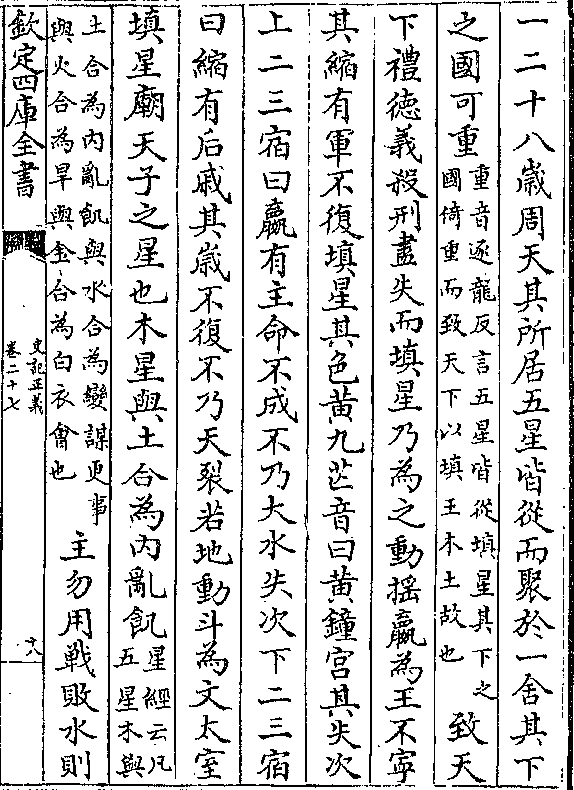 一二十八歲周天其所居五星皆從而聚於一舍其下
之國可重
重音逐龍反言五星皆從填星其下之
國倚重而致天下以填王木土故也
致天
下禮德義殺刑盡失而填星乃為之動摇贏為王不寧
其縮有軍不復填星其色黄九芒音曰黄鐘宫其失次
上二三宿曰贏有主命不成不乃大水失次下二三宿
曰縮有后戚其歲不復不乃天裂若地動斗為文太室
填星廟天子之星也木星與土合為内亂飢
星經云凡
五星木與
土合為内亂飢與水合為變謀更事
與火合為旱與金合為白衣會也
主勿用戰敗水則
欽定四庫全書
史記正義
卷二十七
十八